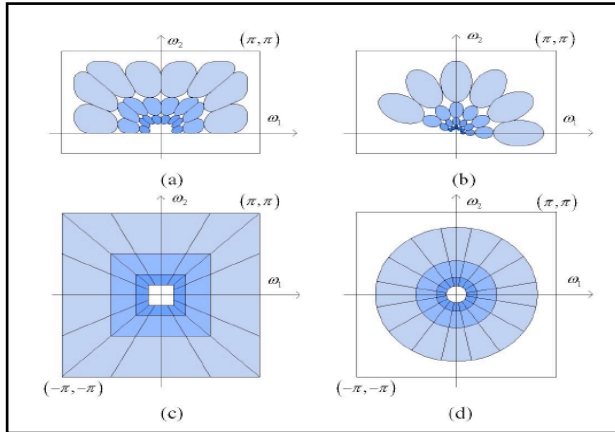 ω₂ (π,π) ω₂ (π,π)
ω₁ ω₁
(a) (b)
ω₂ (π,π) ω₂ (π,π)
ω₁ ω₁
(-π,-π) (-π,-π)
(c) (d)